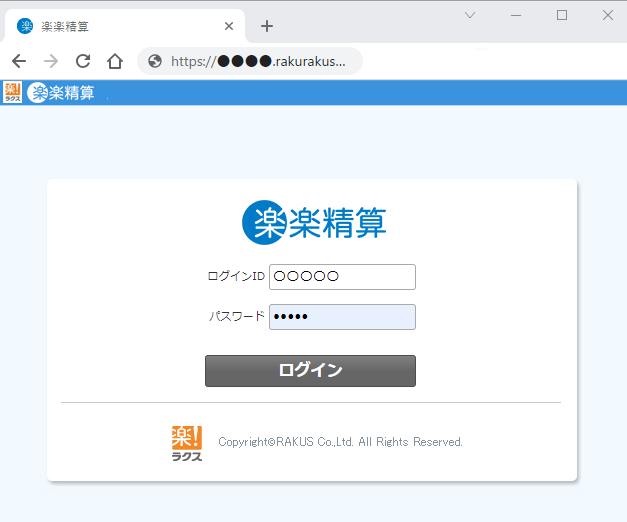 楽楽精算
https://●●●●.rakurakus...
楽!
ラクス
楽楽精算
楽楽精算
ログインID 〇〇〇〇〇
パスワード •••••
ログイン
楽!
ラクス
Copyright©RAKUS Co.,Ltd. All Rights Reserved.